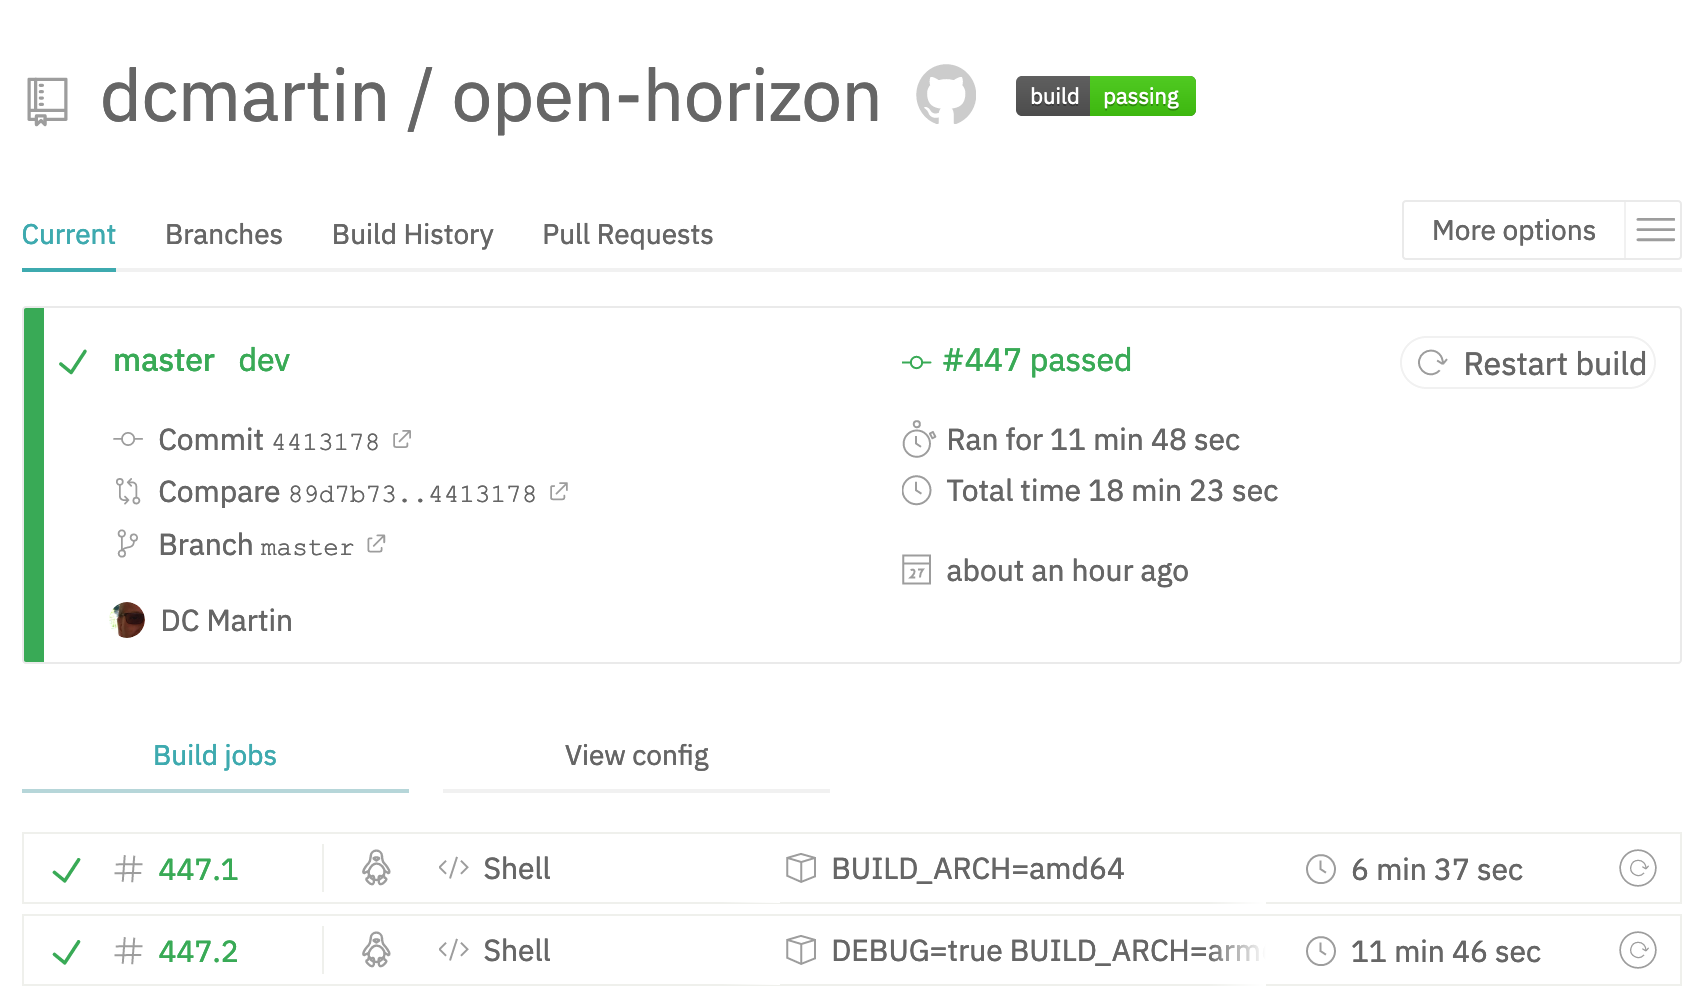 dcmartin / open-horizon build passing
Current Branches Build History Pull Requests More options
master dev
Commit 4413178
Compare 89d7b73..4413178
Branch master
DC Martin
#447 passed
Ran for 11 min 48 sec
Total time 18 min 23 sec
27 about an hour ago
Restart build
Build jobs View config
# 447.1 </> Shell BUILD_ARCH=amd64 6 min 37 sec
# 447.2 </> Shell DEBUG=true BUILD_ARCH=arm 11 min 46 sec